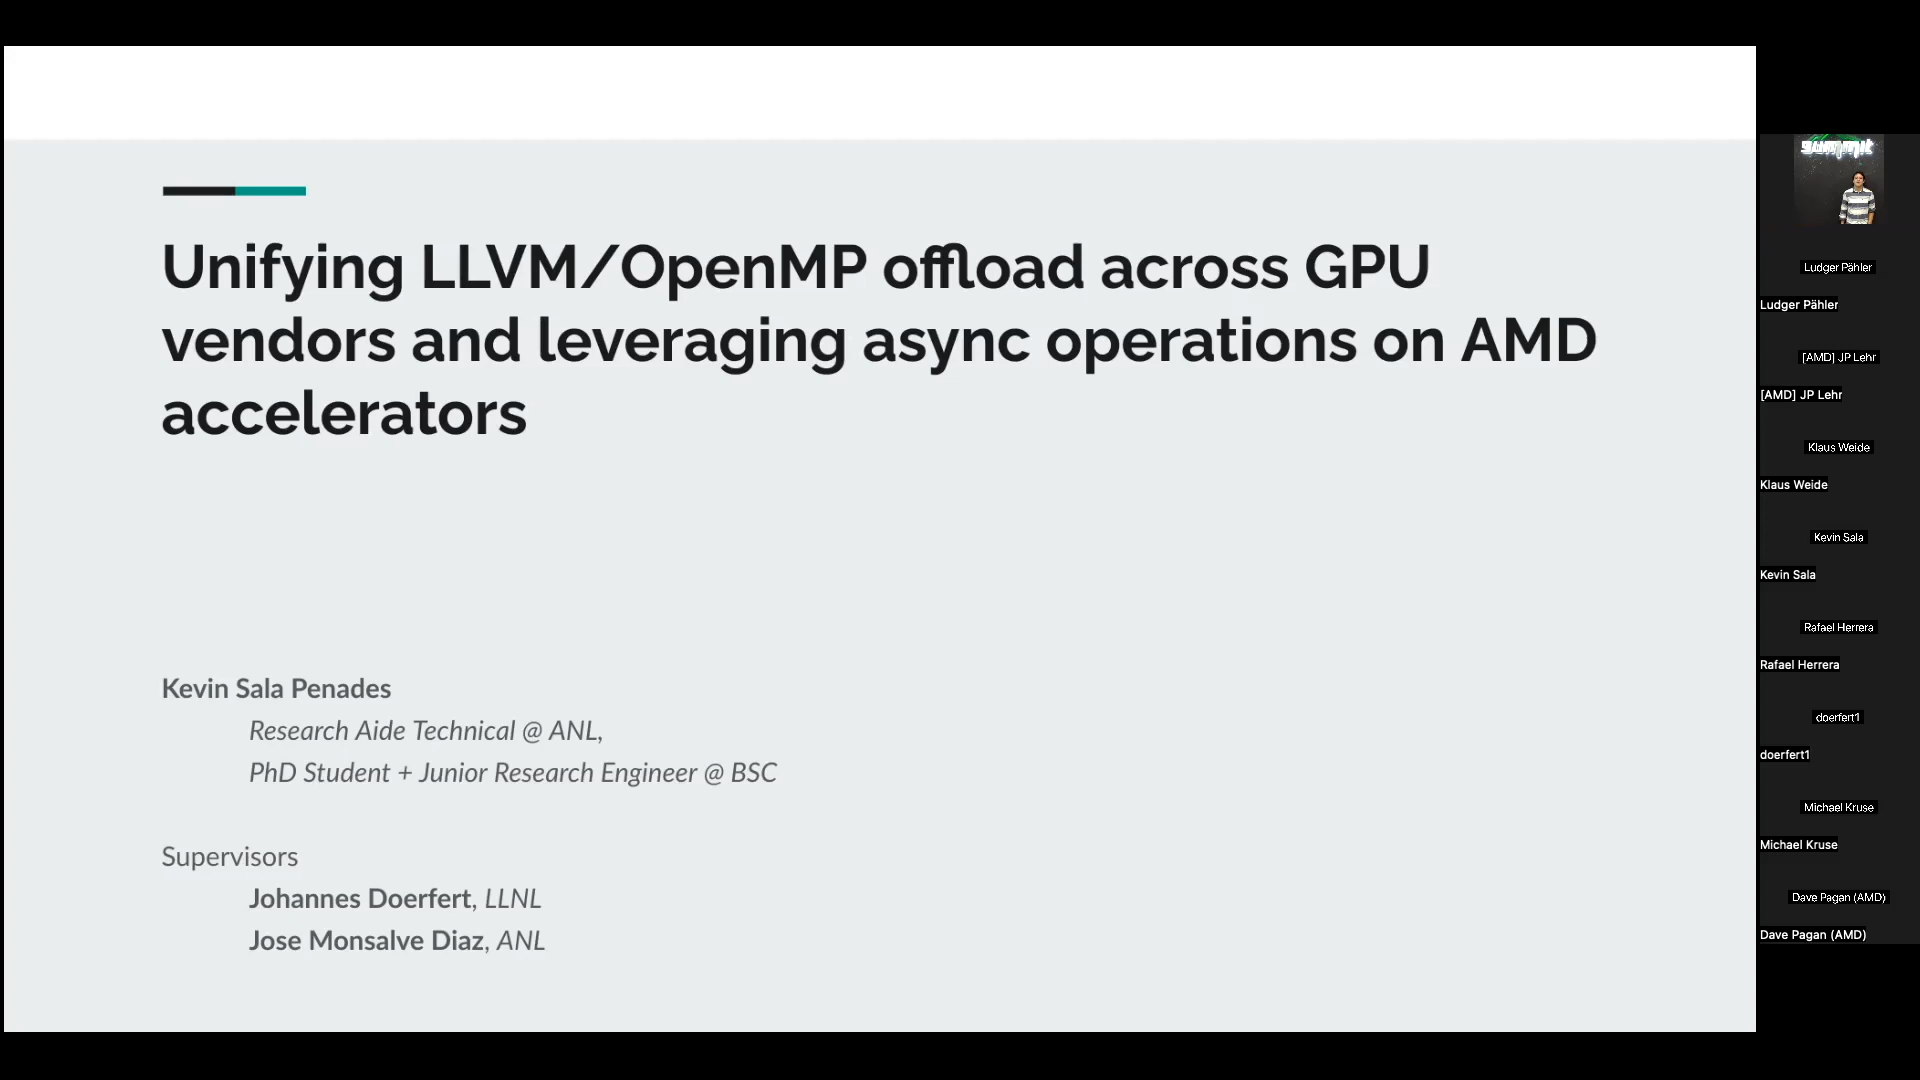 Unifying LLVM/OpenMP offload across GPU
vendors and leveraging async operations on AMD
accelerators
Kevin Sala Penades
Research Aide Technical @ ANL,
PhD Student + Junior Research Engineer @ BSC
Supervisors
Johannes Doerfert, LLNL
Jose Monsalve Diaz, ANL
summit
Ludger Pähler
Ludger Pähler
[AMD] JP Lehr
[AMD] JP Lehr
Klaus Weide
Klaus Weide
Kevin Sala
Kevin Sala
Rafael Herrera
Rafael Herrera
doerfert1
doerfert1
Michael Kruse
Michael Kruse
Dave Pagan (AMD)
Dave Pagan (AMD)